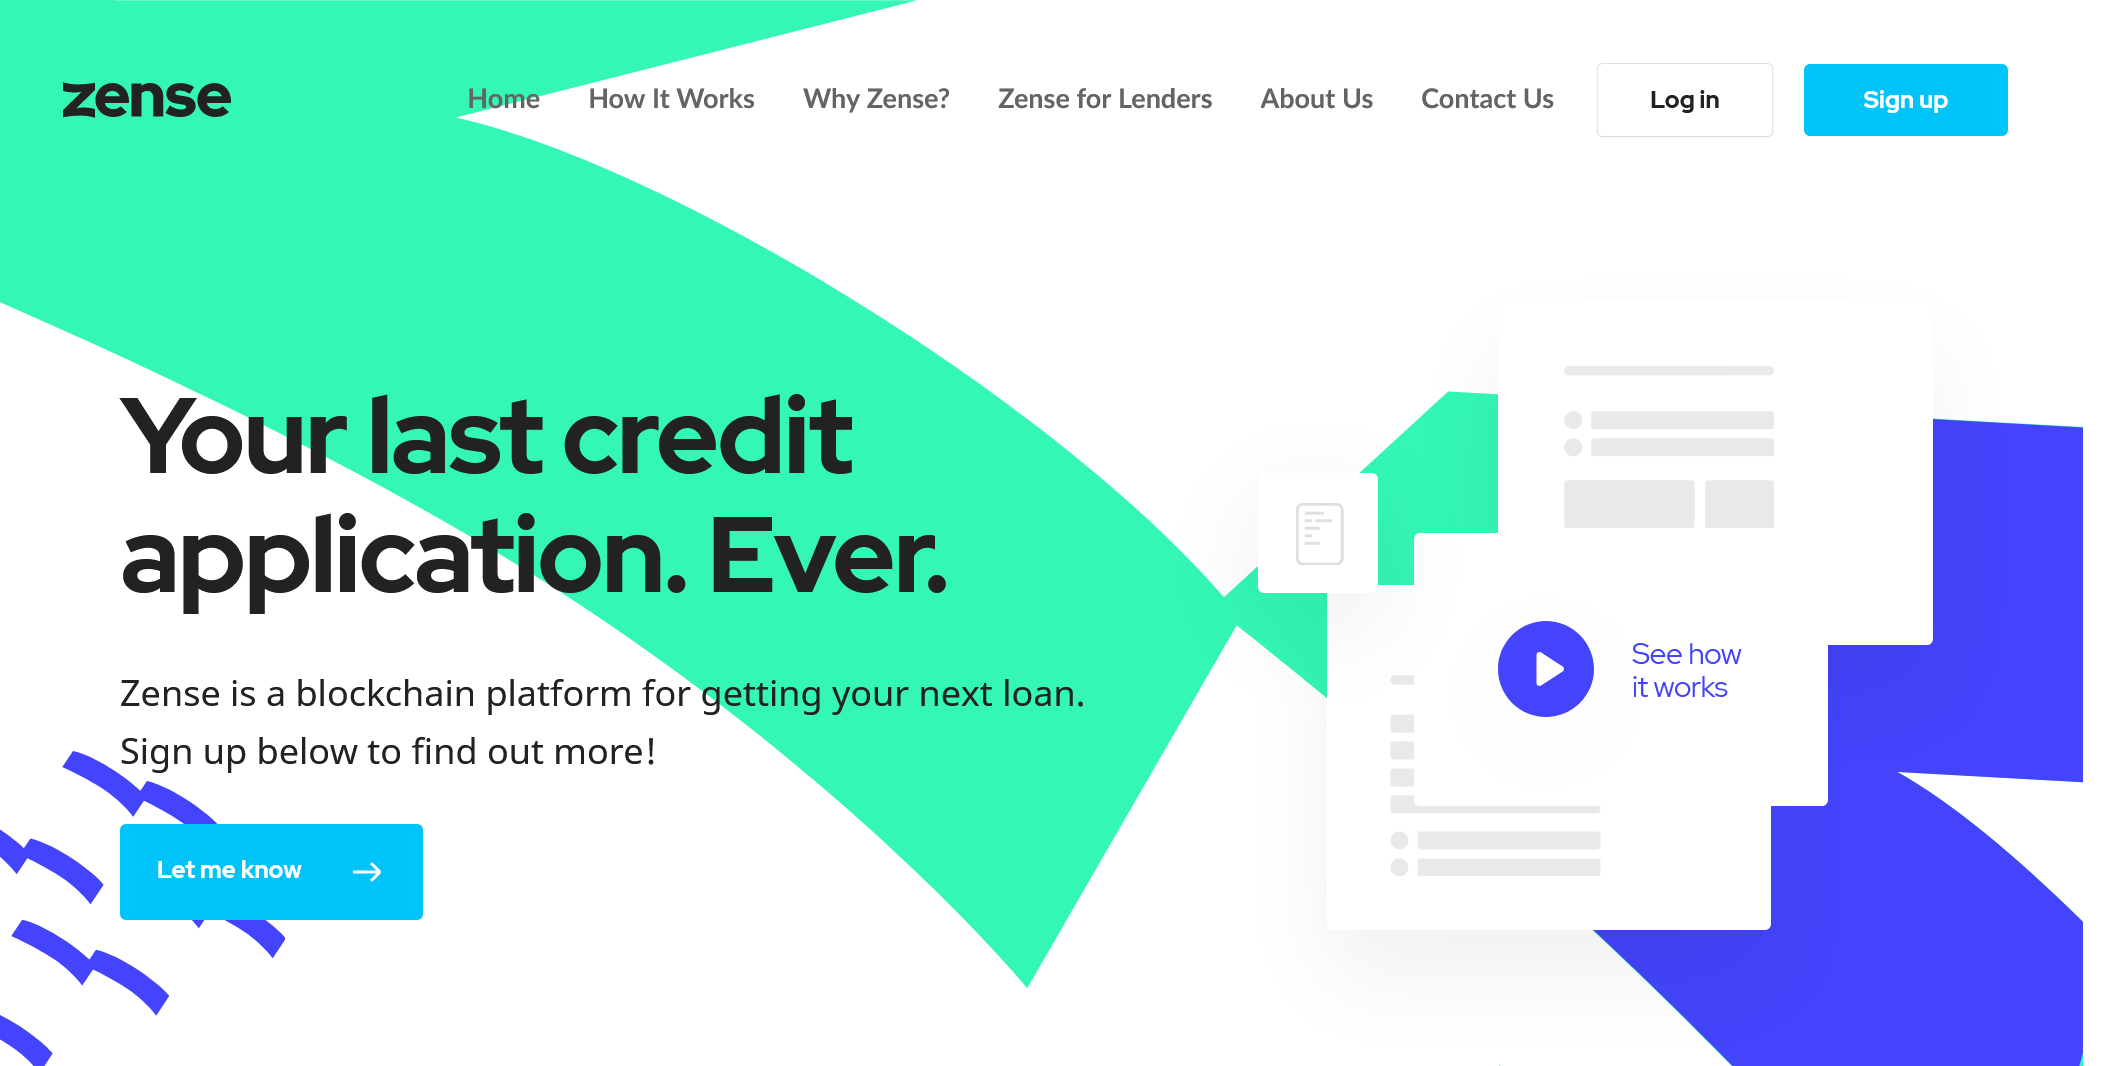 zense
Home How It Works Why Zense? Zense for Lenders About Us Contact Us Log in Sign up
Your last credit
application. Ever.
Zense is a blockchain platform for getting your next loan.
Sign up below to find out more!
Let me know
See how
it works